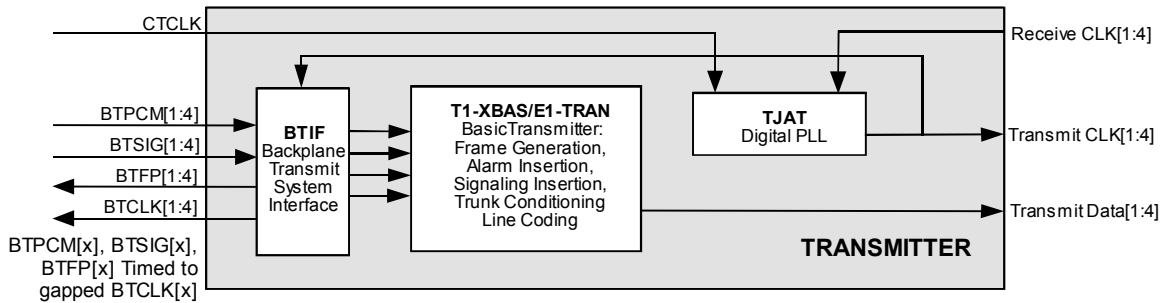 CTCLK
Receive CLK[1:4]
BTPCM[1:4]
BTSIG[1:4]
BTFP[1:4]
BTCLK[1:4]
BTPCM[x], BTSIG[x],
BTFP[x] Timed to
gapped BTCLK[x]
BTIF
Backplane
Transmit
System
Interface
T1-XBAS/E1-TRAN
BasicTransmitter:
Frame Generation,
Alarm Insertion,
Signaling Insertion,
Trunk Conditioning
Line Coding
TJAT
Digital PLL
Transmit CLK[1:4]
Transmit Data[1:4]
TRANSMITTER